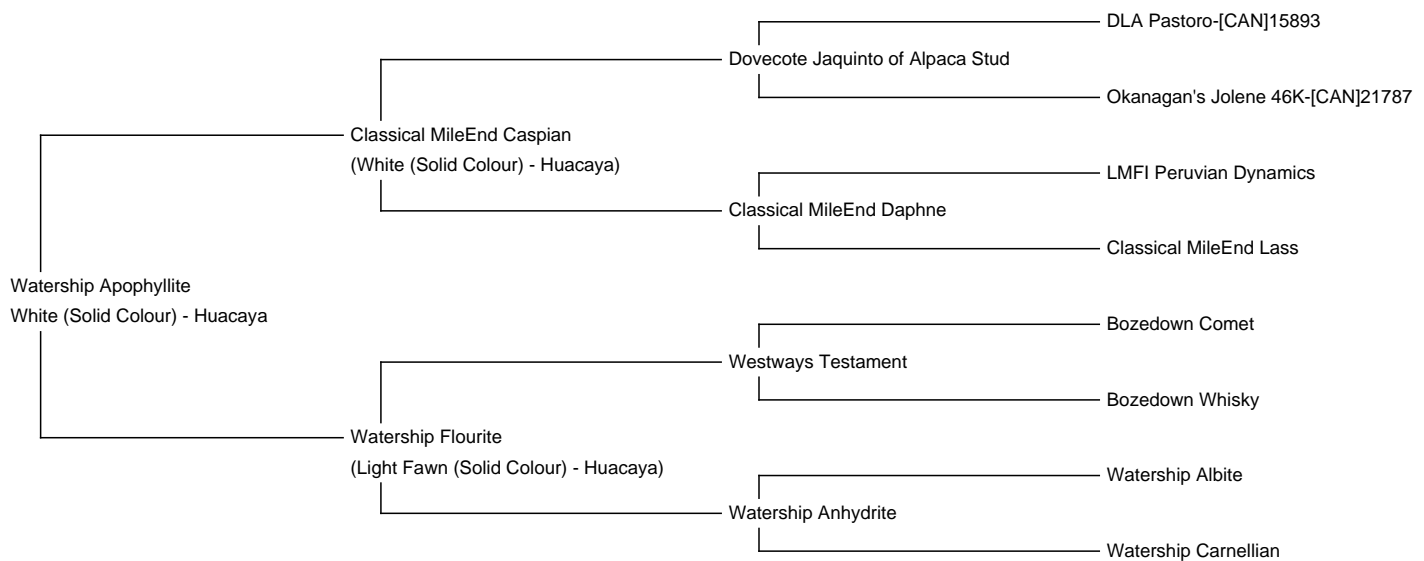 DLA Pastoro-[CAN]15893
Dovecote Jaquinto of Alpaca Stud
Okanagan's Jolene 46K-[CAN]21787
Classical MileEnd Caspian
(White (Solid Colour) - Huacaya)
LMFI Peruvian Dynamics
Classical MileEnd Daphne
Classical MileEnd Lass
Watership Apophyllite
White (Solid Colour) - Huacaya
Bozedown Comet
Westways Testament
Bozedown Whisky
Watership Flourite
(Light Fawn (Solid Colour) - Huacaya)
Watership Albite
Watership Anhydrite
Watership Carnellian